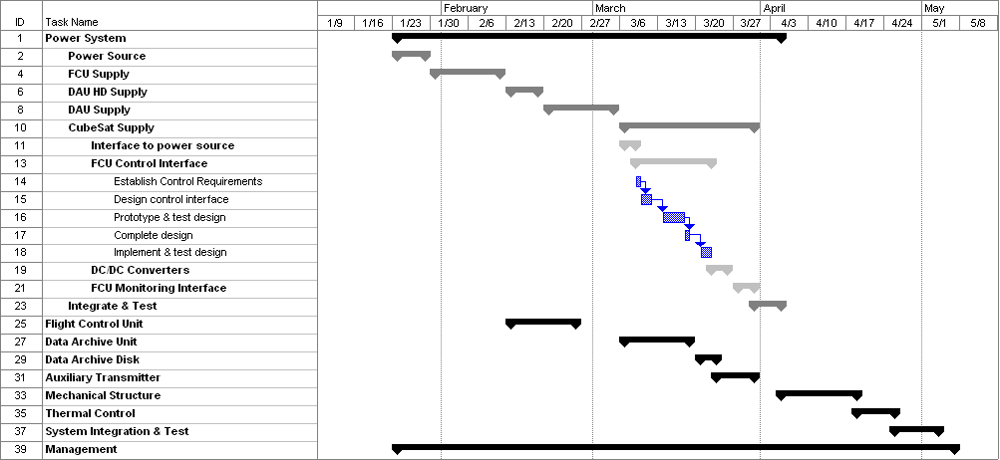 ID Task Name February March April May
1/9 1/16 1/23 1/30 2/6 2/13 2/20 2/27 3/6 3/13 3/20 3/27 4/3 4/10 4/17 4/24 5/1 5/8
1 Power System
2 Power Source
4 FCU Supply
6 DAU HD Supply
8 DAU Supply
10 CubeSat Supply
11 Interface to power source
13 FCU Control Interface
14 Establish Control Requirements
15 Design control interface
16 Prototype & test design
17 Complete design
18 Implement & test design
19 DC/DC Converters
21 FCU Monitoring Interface
23 Integrate & Test
25 Flight Control Unit
27 Data Archive Unit
29 Data Archive Disk
31 Auxiliary Transmitter
33 Mechanical Structure
35 Thermal Control
37 System Integration & Test
39 Management